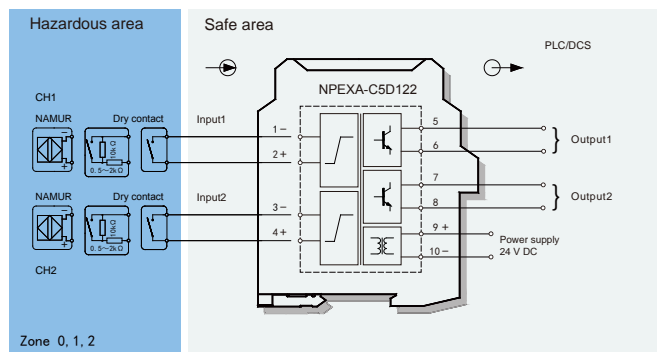 Hazardous area
Safe area
PLC/DCS
NPEXA-C5D122
CH1
NAMUR
Dry contact
Input1
−
+
10kΩ
0.5～2kΩ
1−
2+
5
6
Output1
NAMUR
Dry contact
Input2
−
+
10kΩ
0.5～2kΩ
3−
4+
7
8
Output2
9+
10−
Power supply
24 V DC
CH2
Zone 0, 1, 2